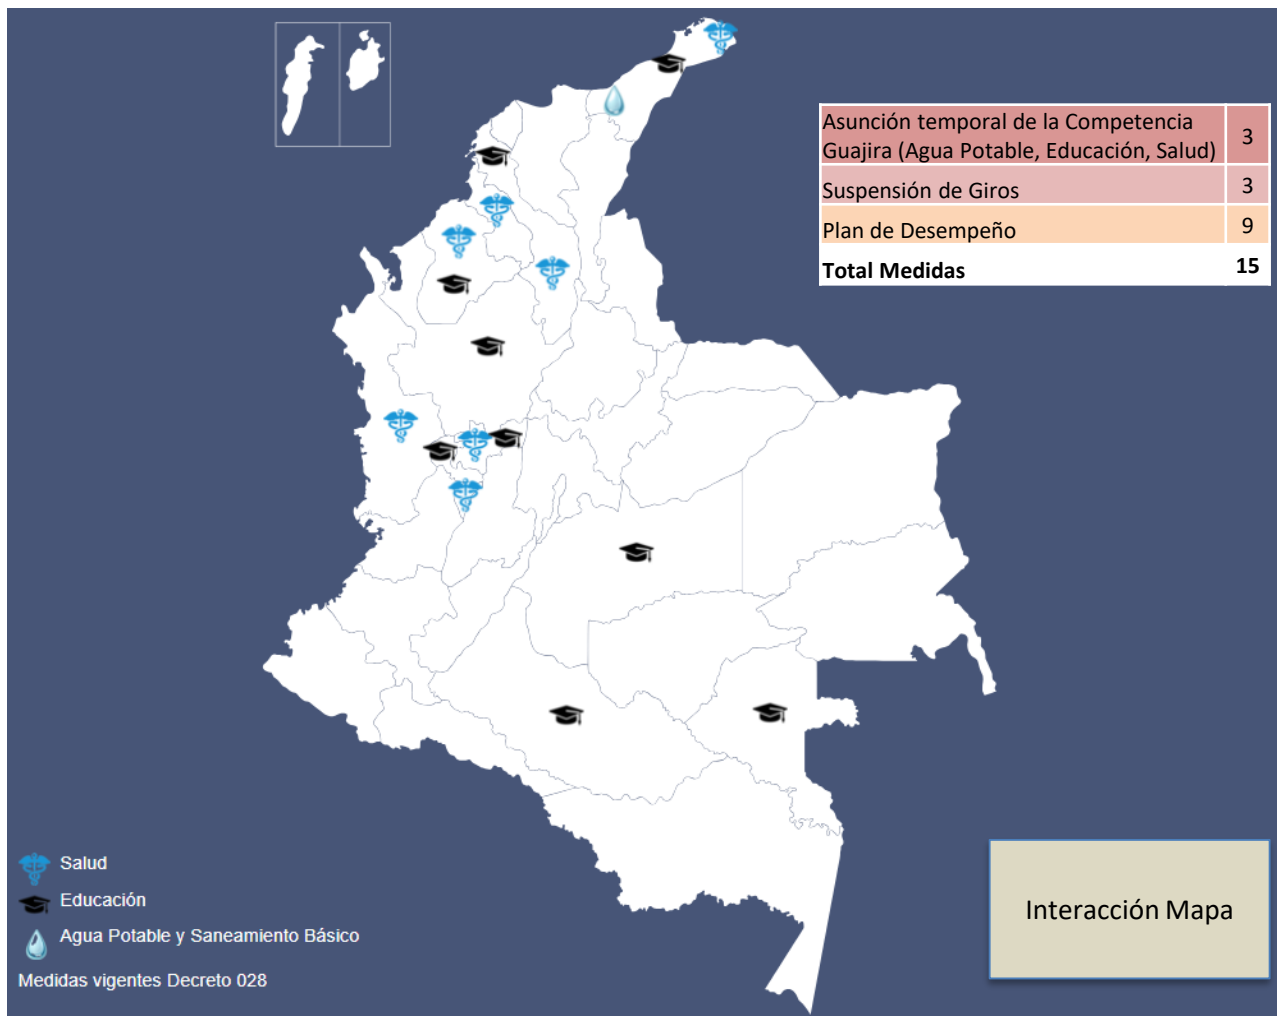 Asunción temporal de la Competencia
Guajira (Agua Potable, Educación, Salud) 3
Suspensión de Giros 3
Plan de Desempeño 9
Total Medidas 15
Salud
Educación
Agua Potable y Saneamiento Básico
Medidas vigentes Decreto 028
Interacción Mapa